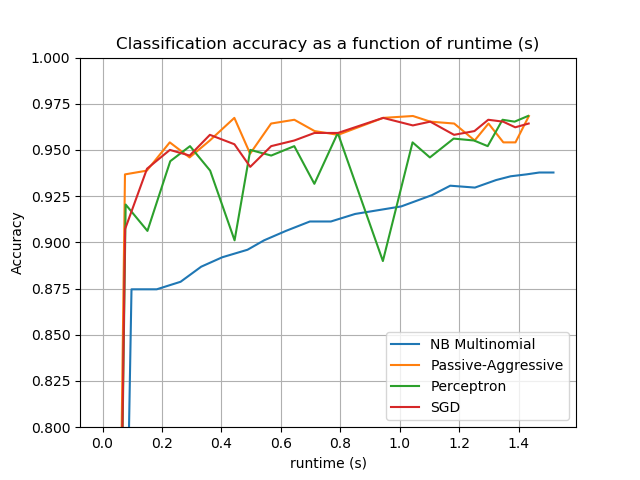 Classification accuracy as a function of runtime (s)
1.000
0.975
0.950
0.925
0.900
0.875
0.850
0.825
0.800
Accuracy
NB Multinomial
Passive-Aggressive
Perceptron
SGD
0.0 0.2 0.4 0.6 0.8 1.0 1.2 1.4
runtime (s)